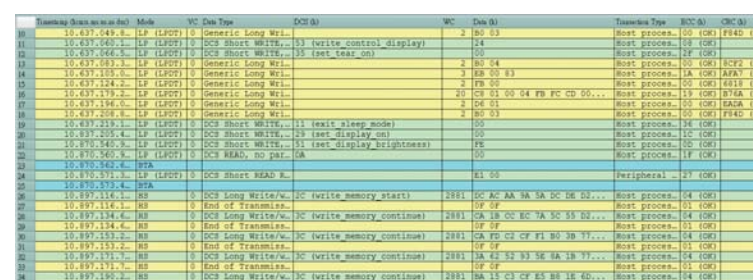 Timestamp (h:m:s.ms us ns dns) Mode VC Data Type DCS (h) WC Data (h) Transaction Type ECC (h) CRC (h)
10 10.637.049.8… LP (LPDT) 0 Generic Long Wri… 2 B0 03 Host proces… 00 (OK) F94D (
11 10.637.060.1… LP (LPDT) 0 DCS Short WRITE,… 53 (write_control_display) 24 Host proces… 08 (OK)
12 10.637.066.5… LP (LPDT) 0 DCS Short WRITE,… 35 (set_tear_on) 00 Host proces… 2F (OK)
13 10.637.083.3… LP (LPDT) 0 Generic Long Wri… 2 B0 04 Host proces… 00 (OK) 8CF2 (
14 10.637.105.0… LP (LPDT) 0 Generic Long Wri… 3 EB 00 83 Host proces… 1A (OK) AFA7 (
15 10.637.124.2… LP (LPDT) 0 Generic Long Wri… 2 FB 00 Host proces… 00 (OK) 6818 (
16 10.637.179.2… LP (LPDT) 0 Generic Long Wri… 20 C8 01 00 04 FB FC CD 00... Host proces… 19 (OK) B76A (
17 10.637.196.0… LP (LPDT) 0 Generic Long Wri… 2 D6 01 Host proces… 00 (OK) EADA (
18 10.637.208.8… LP (LPDT) 0 Generic Long Wri… 2 B0 03 Host proces… 00 (OK) F94D (
19 10.637.219.1… LP (LPDT) 0 DCS Short WRITE,… 11 (exit_sleep_mode) 00 Host proces… 36 (OK)
20 10.837.205.4… LP (LPDT) 0 DCS Short WRITE,… 29 (set_display_on) 00 Host proces… 1C (OK)
21 10.870.540.9… LP (LPDT) 0 DCS Short WRITE,… 51 (set_display_brightness) FE Host proces… 0D (OK)
22 10.870.560.9… LP (LPDT) 0 DCS READ, no par… 0A 00 Host proces… 1F (OK)
23 10.870.562.6… BTA
24 10.870.571.3… LP (LPDT) 0 DCS Short READ R… E1 00 Peripheral … 27 (OK)
25 10.870.573.4… BTA
26 10.897.116.1… HS 0 DCS Long Write/w… 2C (write_memory_start) 2881 DC AC AA 9A 5A DC DE D2... Host proces… 04 (OK)
27 10.897.116.1… HS 0 End of Transmiss… 0F 0F Host proces… 01 (OK)
28 10.897.134.6… HS 0 DCS Long Write/w… 3C (write_memory_continue) 2881 CA 1B CC EC 7A 5C 55 D2... Host proces… 04 (OK)
29 10.897.134.6… HS 0 End of Transmiss… 0F 0F Host proces… 01 (OK)
30 10.897.153.2… HS 0 DCS Long Write/w… 3C (write_memory_continue) 2881 CA FD C2 CF F1 B0 3B 77... Host proces… 04 (OK)
31 10.897.153.2… HS 0 End of Transmiss… 0F 0F Host proces… 01 (OK)
32 10.897.171.7… HS 0 DCS Long Write/w… 3C (write_memory_continue) 2881 3A 62 52 93 5E 8A 1B 77... Host proces… 04 (OK)
33 10.897.171.7… HS 0 End of Transmiss… 0F 0F Host proces… 01 (OK)
34 10.897.190.2… HS 0 DCS Long Write/w… 3C (write_memory_continue) 2881 BA 15 C3 CF E5 B8 1E 6D... Host proces… 04 (OK)